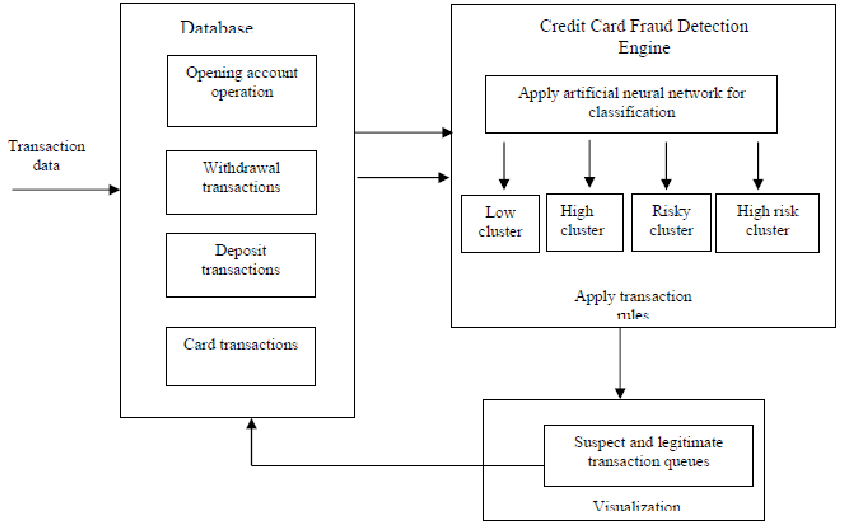 Transaction
data
Database
Opening account
operation
Withdrawal
transactions
Deposit
transactions
Card transactions
Credit Card Fraud Detection
Engine
Apply artificial neural network for
classification
Low
cluster
High
cluster
Risky
cluster
High risk
cluster
Apply transaction
rules
Suspect and legitimate
transaction queues
Visualization